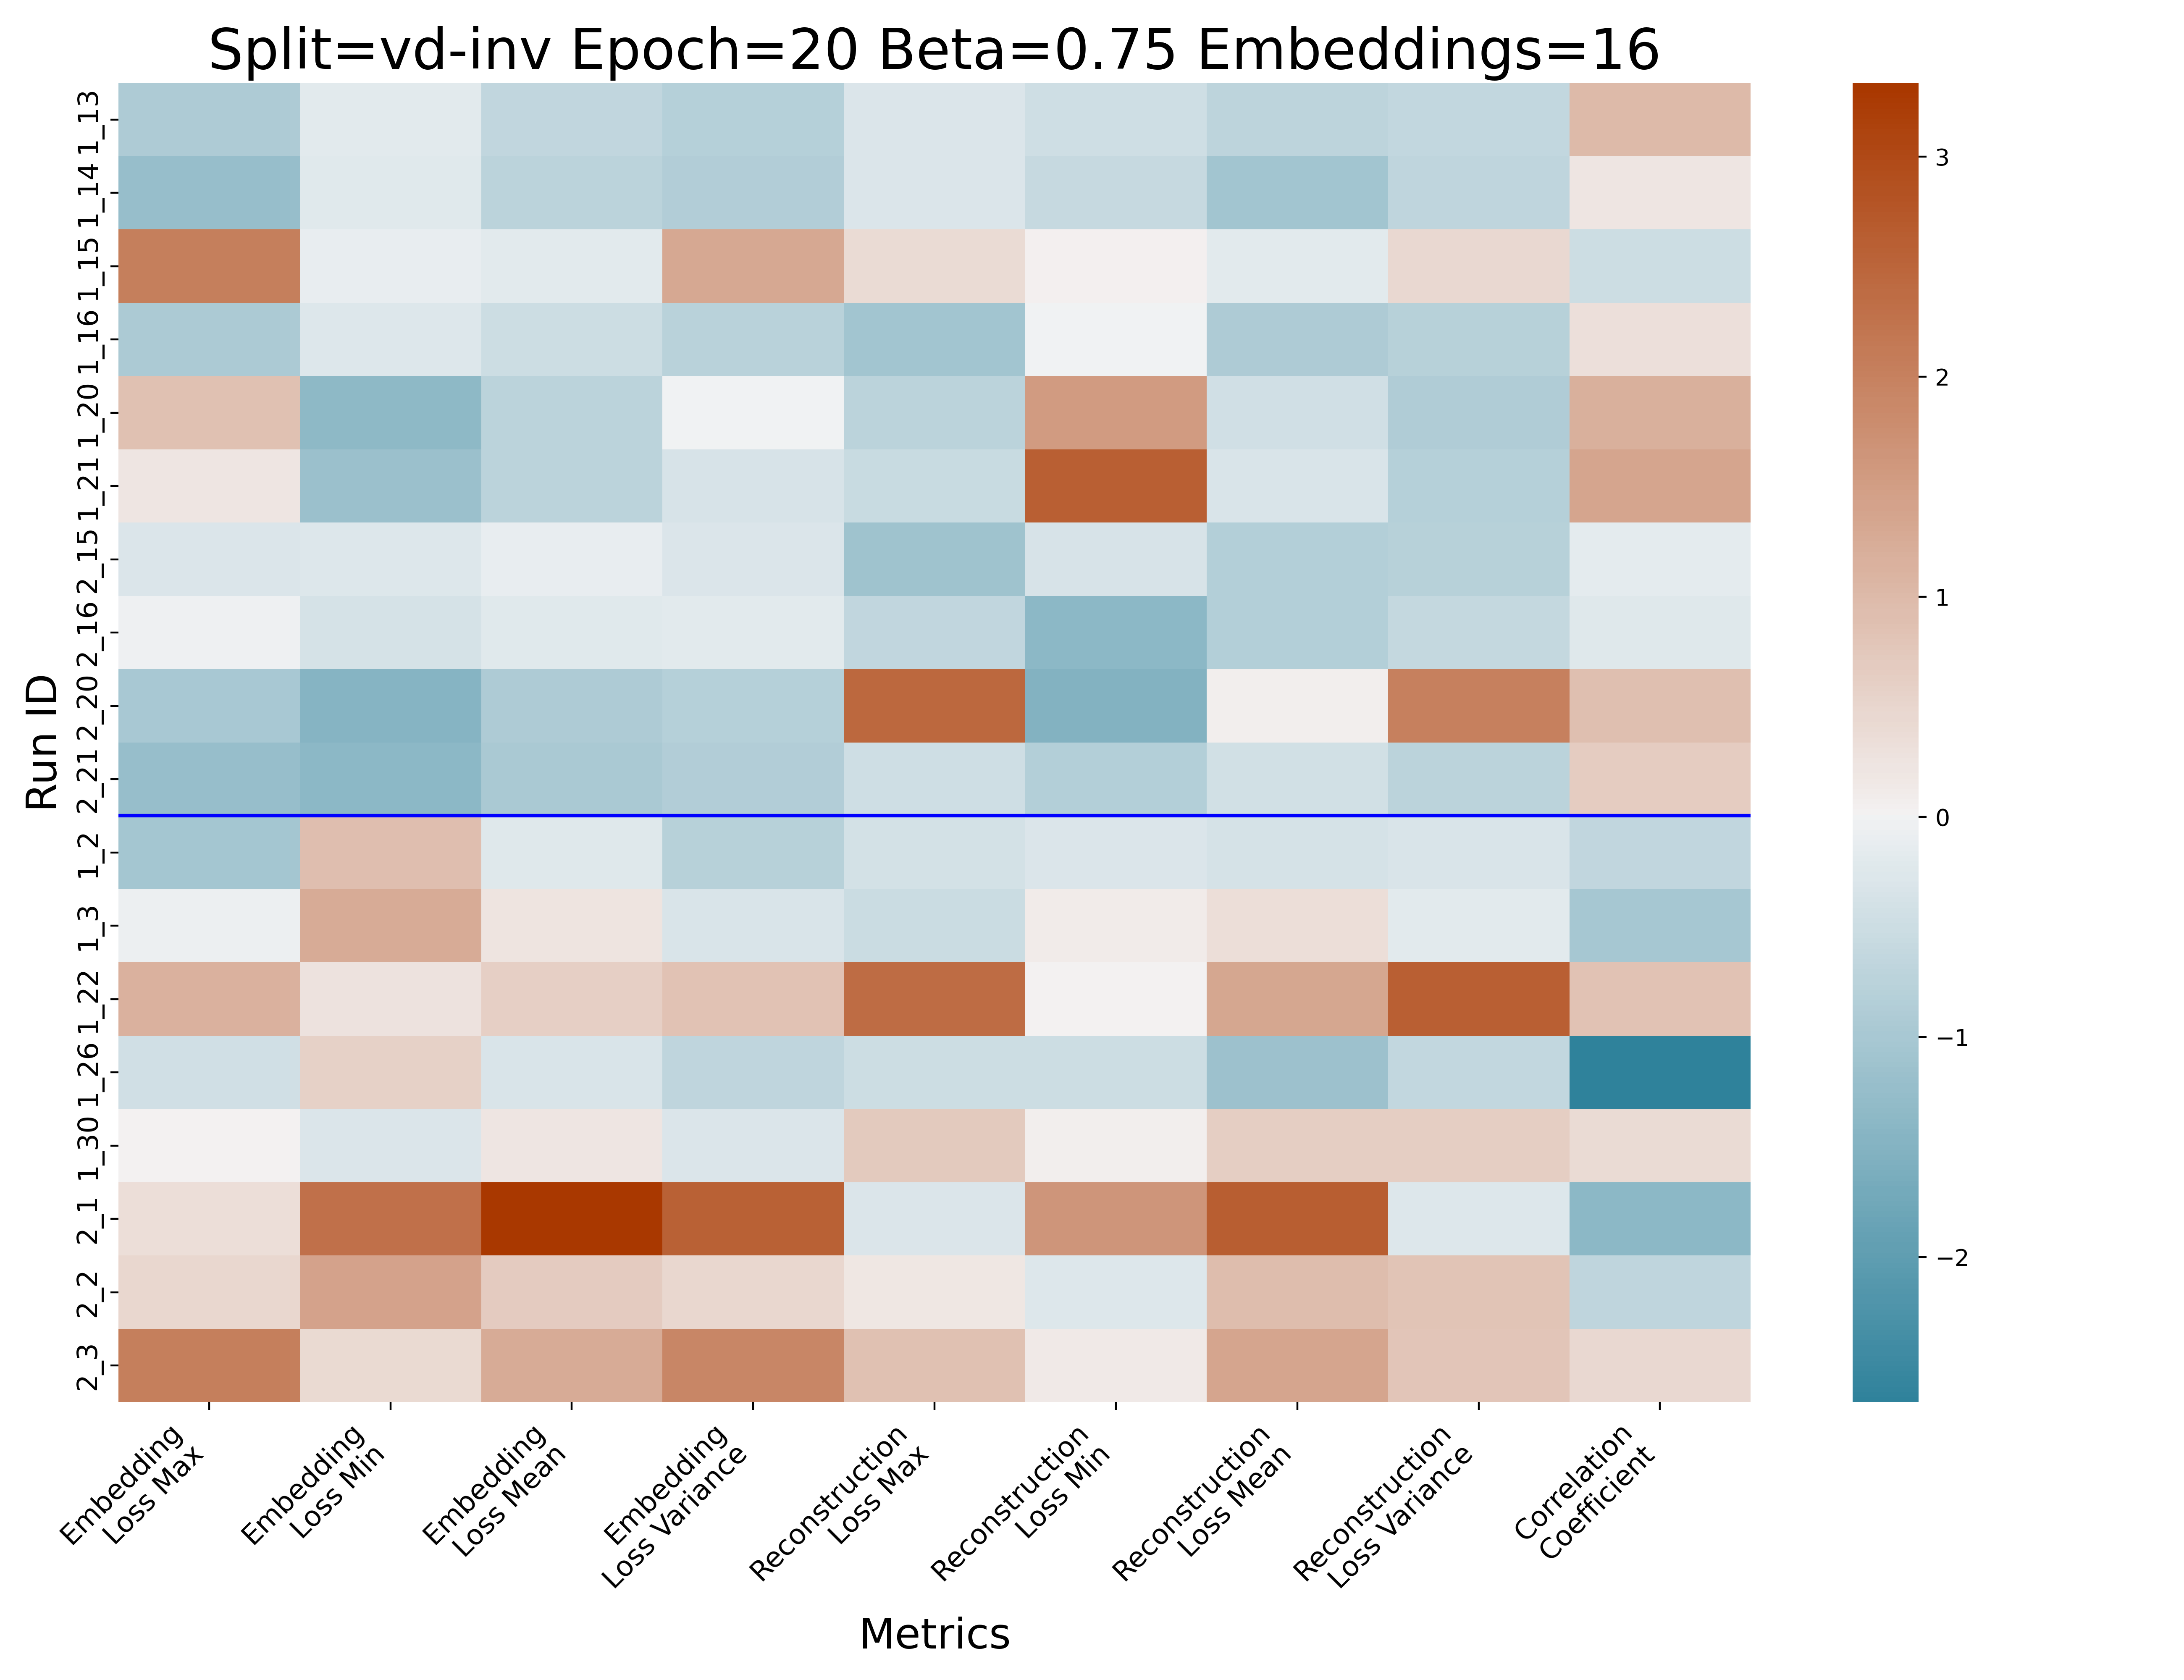 Split=vd-inv Epoch=20 Beta=0.75 Embeddings=16
Run ID
1_13
1_14
1_15
1_16
1_20
1_21
2_15
2_16
2_20
2_21
1_2
1_3
1_22
1_26
1_30
2_1
2_2
2_3
Embedding
Loss Max
Embedding
Loss Min
Embedding
Loss Mean
Embedding
Loss Variance
Reconstruction
Loss Max
Reconstruction
Loss Min
Reconstruction
Loss Mean
Reconstruction
Loss Variance
Correlation
Coefficient
Metrics
3
2
1
0
−1
−2